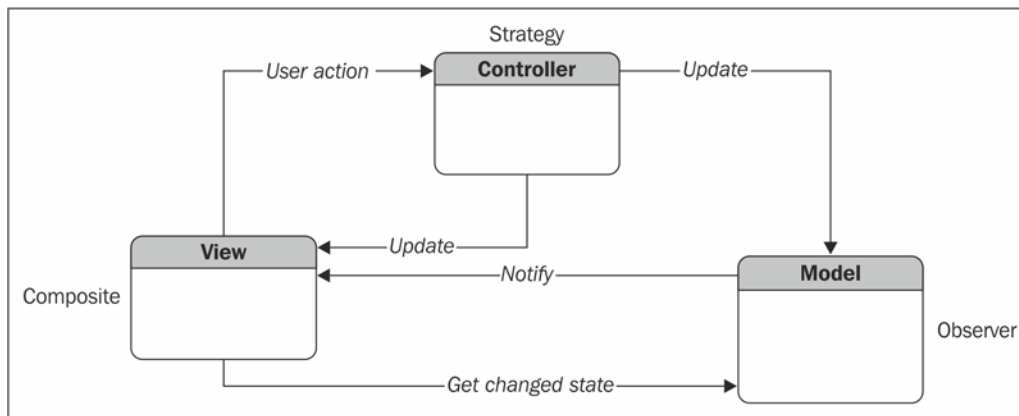 Strategy
Controller
User action
Update
View
Update
Notify
Model
Composite
Observer
Get changed state